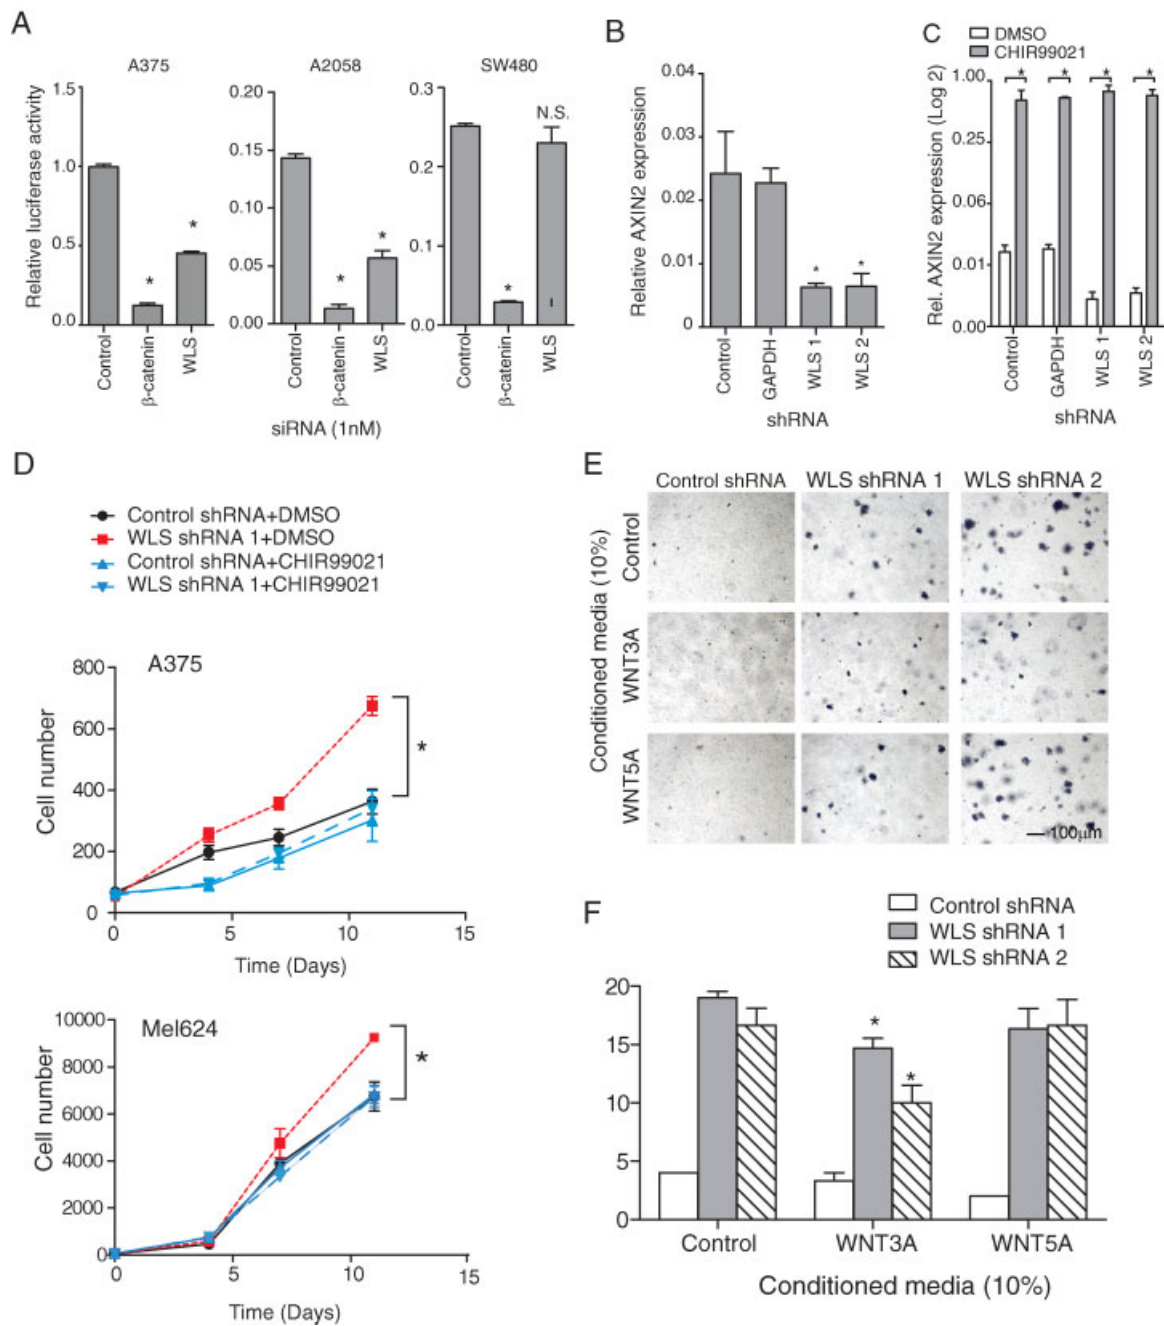 A
A375
A2058
SW480
Relative luciferase activity
1.5
1.0
0.5
0.0
0.20
0.15
0.10
0.05
0.00
0.3
0.2
0.1
0.0
*
*
*
*
*
N.S.
Control
β-catenin
WLS
Control
β-catenin
WLS
Control
β-catenin
WLS
siRNA (1nM)
B
Relative AXIN2 expression
0.04
0.03
0.02
0.01
0
*
*
Control
GAPDH
WLS 1
WLS 2
shRNA
C
DMSO
CHIR99021
Rel. AXIN2 expression (Log 2)
1.00
0.25
0.06
0.01
0.00
*
*
*
*
Control
GAPDH
WLS 1
WLS 2
shRNA
D
Control shRNA+DMSO
WLS shRNA 1+DMSO
Control shRNA+CHIR99021
WLS shRNA 1+CHIR99021
A375
Cell number
800
600
400
200
0
*
0
5
10
15
Time (Days)
Mel624
Cell number
10000
8000
6000
4000
2000
0
*
0
5
10
15
Time (Days)
E
Control shRNA
WLS shRNA 1
WLS shRNA 2
Conditioned media (10%)
Control
WNT3A
WNT5A
100µm
F
Control shRNA
WLS shRNA 1
WLS shRNA 2
20
15
10
5
0
*
*
Control
WNT3A
WNT5A
Conditioned media (10%)